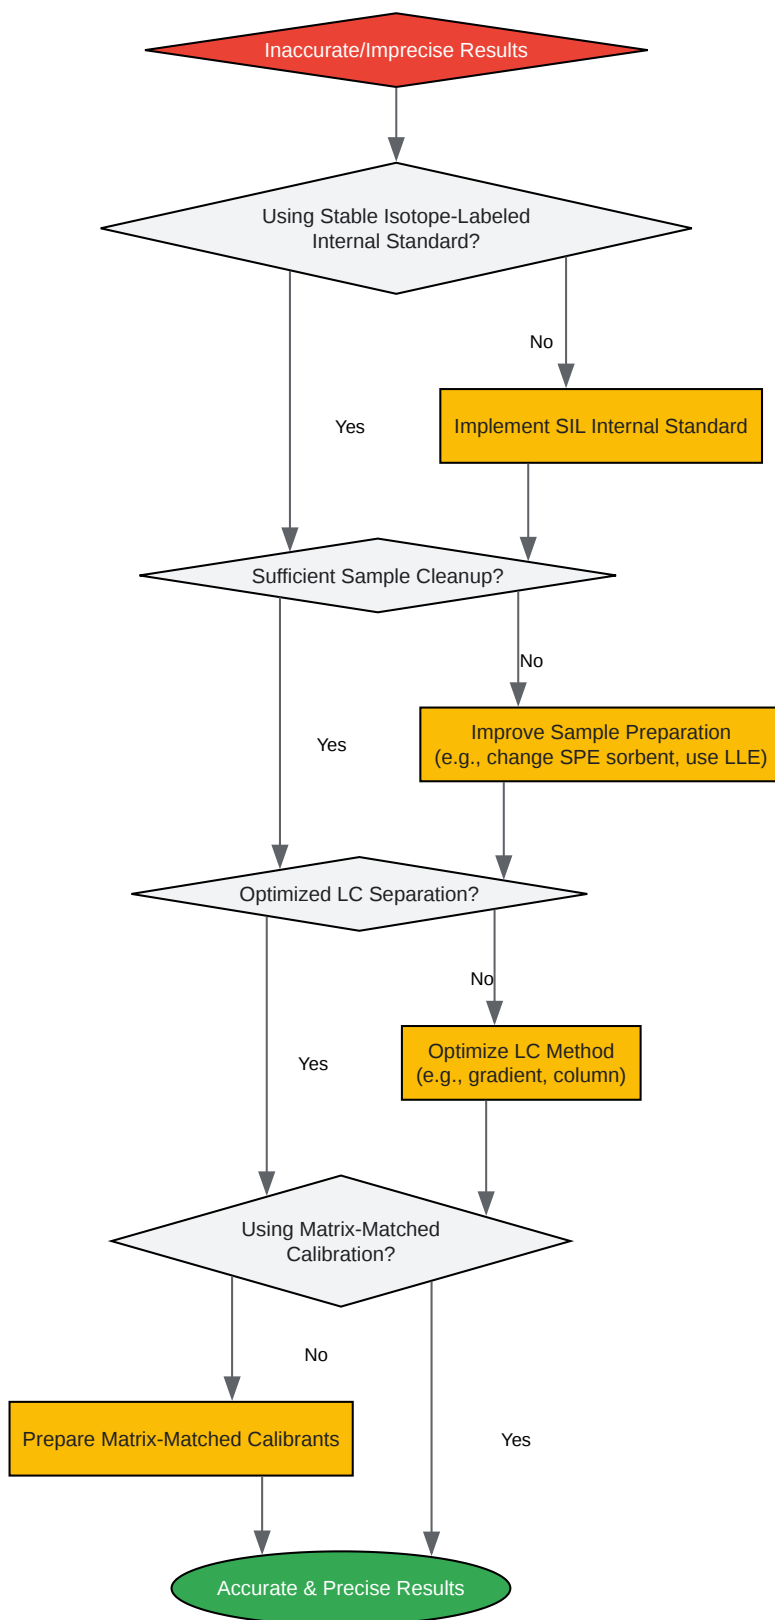 Inaccurate/Imprecise Results
Using Stable Isotope-Labeled
Internal Standard?
No
Yes
Implement SIL Internal Standard
Sufficient Sample Cleanup?
No
Yes
Improve Sample Preparation
(e.g., change SPE sorbent, use LLE)
Optimized LC Separation?
No
Yes
Optimize LC Method
(e.g., gradient, column)
Using Matrix-Matched
Calibration?
No
Yes
Prepare Matrix-Matched Calibrants
Accurate & Precise Results